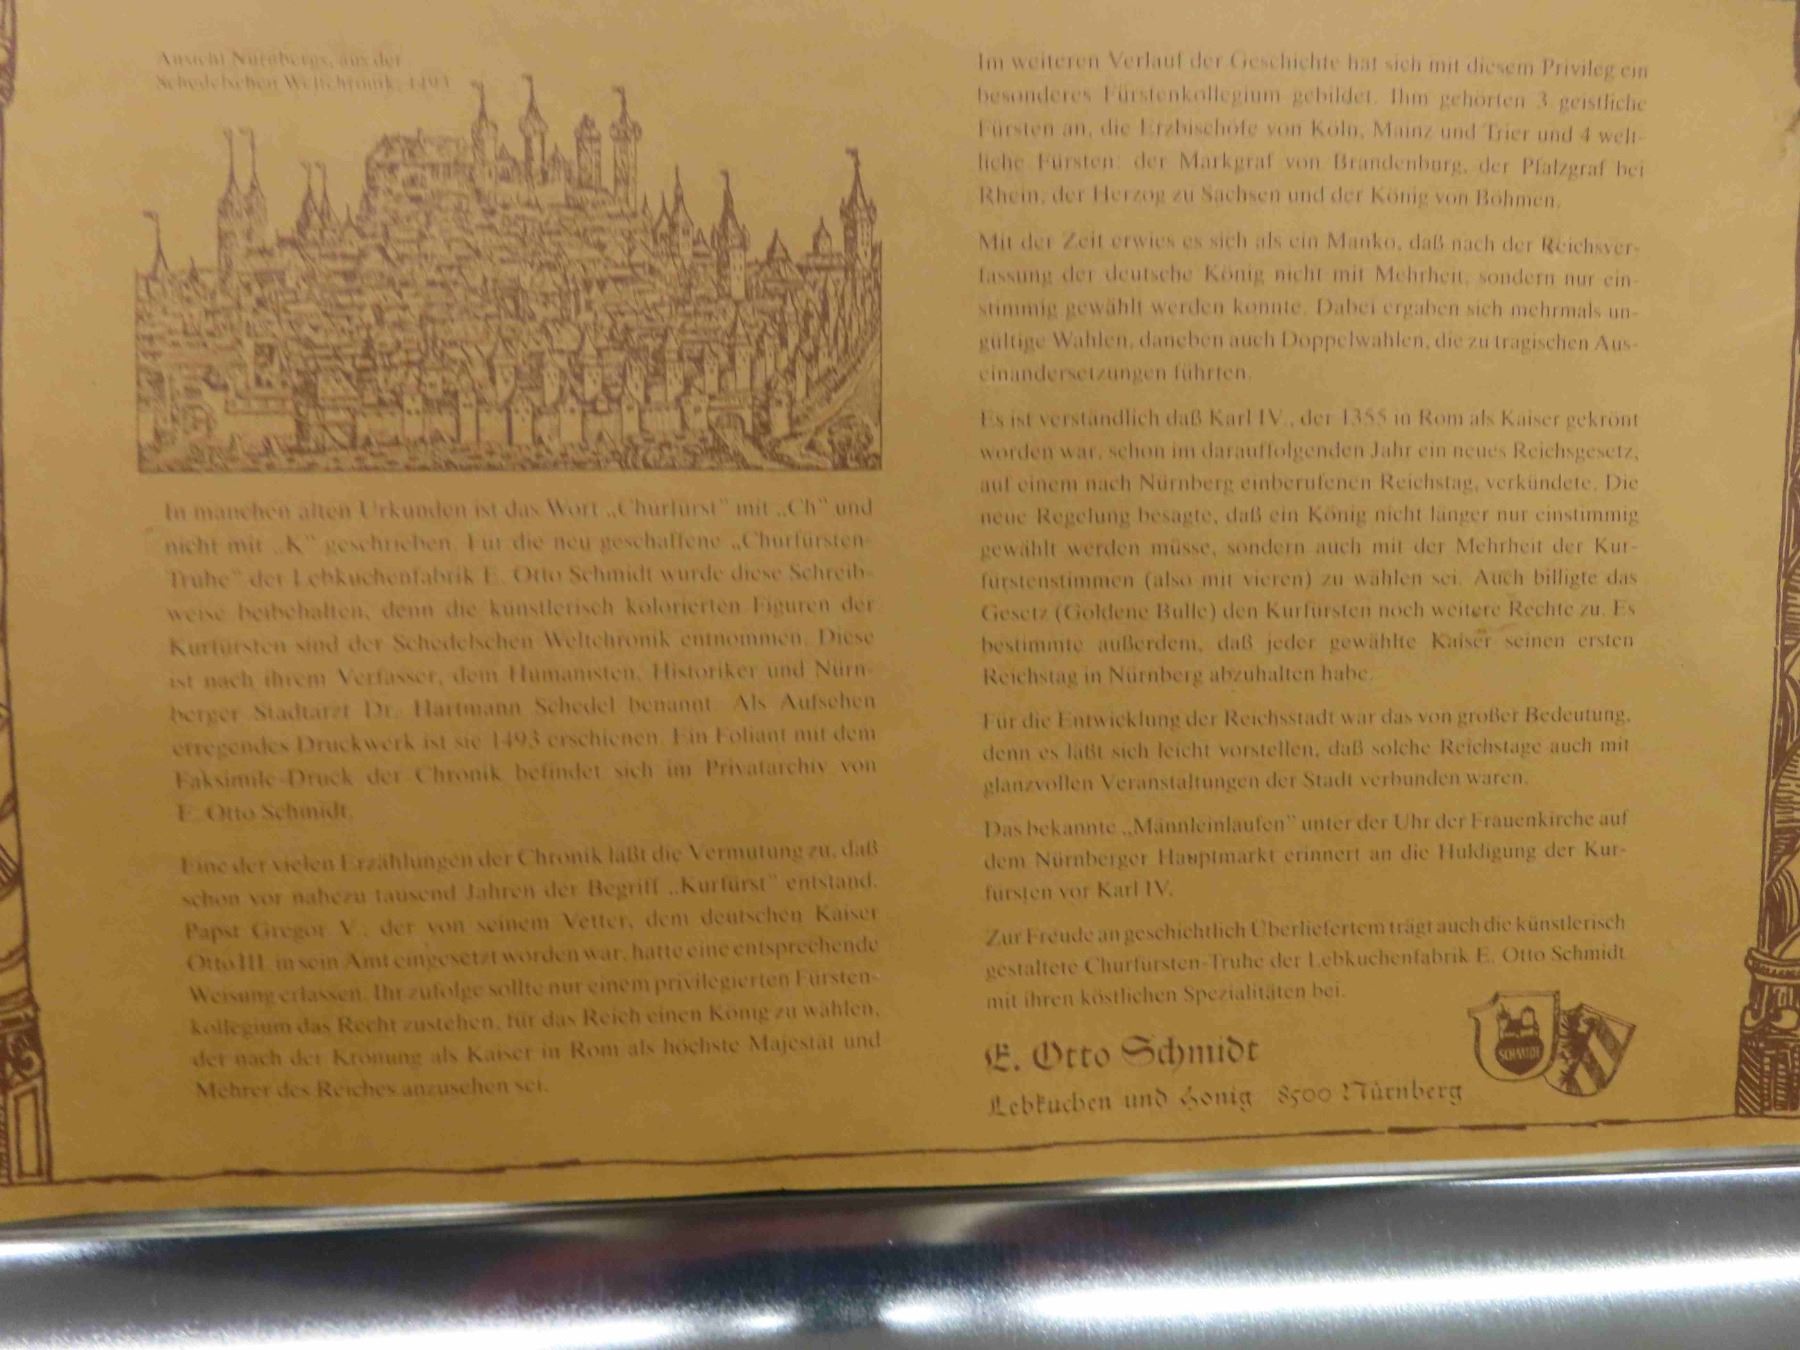 Ansicht Nürnbergs, aus der
Schedelschen Weltchronik, 1493
In manchen alten Urkunden ist das Wort „Churfürst” mit „Ch” und
nicht mit „K” geschrieben. Für die neu geschaffene „Churfürsten-
Truhe” der Lebkuchenfabrik E. Otto Schmidt wurde diese Schreib-
weise beibehalten, denn die künstlerisch kolorierten Figuren der
Kurfürsten sind der Schedelschen Weltchronik entnommen. Diese
ist nach ihrem Verfasser, dem Humanisten, Historiker und Nürn-
berger Stadtarzt Dr. Hartmann Schedel benannt. Als Aufsehen
erregendes Druckwerk ist sie 1493 erschienen. Ein Foliant mit dem
Faksimile-Druck der Chronik befindet sich im Privatarchiv von
E. Otto Schmidt.
Eine der vielen Erzählungen der Chronik läßt die Vermutung zu, daß
schon vor nahezu tausend Jahren der Begriff „Kurfürst” entstand.
Papst Gregor V., der von seinem Vetter, dem deutschen Kaiser
Otto III. in sein Amt eingesetzt worden war, hatte eine entsprechende
Weisung erlassen. Ihr zufolge sollte nur einem privilegierten Fürsten-
kollegium das Recht zustehen, für das Reich einen König zu wählen,
der nach der Krönung als Kaiser in Rom als höchste Majestät und
Mehrer des Reiches anzusehen sei.
Im weiteren Verlauf der Geschichte hat sich mit diesem Privileg ein
besonderes Fürstenkollegium gebildet. Ihm gehörten 3 geistliche
Fürsten an, die Erzbischöfe von Köln, Mainz und Trier und 4 welt-
liche Fürsten: der Markgraf von Brandenburg, der Pfalzgraf bei
Rhein, der Herzog zu Sachsen und der König von Böhmen.
Mit der Zeit erwies es sich als ein Manko, daß nach der Reichsver-
fassung der deutsche König nicht mit Mehrheit, sondern nur ein-
stimmig gewählt werden konnte. Dabei ergaben sich mehrmals un-
gültige Wahlen, daneben auch Doppelwahlen, die zu tragischen Aus-
einandersetzungen führten.
Es ist verständlich daß Karl IV., der 1355 in Rom als Kaiser gekrönt
worden war, schon im darauffolgenden Jahr ein neues Reichsgesetz,
auf einem nach Nürnberg einberufenen Reichstag, verkündete. Die
neue Regelung besagte, daß ein König nicht länger nur einstimmig
gewählt werden müsse, sondern auch mit der Mehrheit der Kur-
fürstenstimmen (also mit vieren) zu wählen sei. Auch billigte das
Gesetz (Goldene Bulle) den Kurfürsten noch weitere Rechte zu. Es
bestimmte außerdem, daß jeder gewählte Kaiser seinen ersten
Reichstag in Nürnberg abzuhalten habe.
Für die Entwicklung der Reichsstadt war das von großer Bedeutung,
denn es läßt sich leicht vorstellen, daß solche Reichstage auch mit
glanzvollen Veranstaltungen der Stadt verbunden waren.
Das bekannte „Männleinlaufen” unter der Uhr der Frauenkirche auf
dem Nürnberger Hauptmarkt erinnert an die Huldigung der Kur-
fürsten vor Karl IV.
Zur Freude an geschichtlich Überliefertem trägt auch die künstlerisch
gestaltete Churfürsten-Truhe der Lebkuchenfabrik E. Otto Schmidt
mit ihren köstlichen Spezialitäten bei.
E. Otto Schmidt
Lebkuchen und Honig 8500 Nürnberg
SCHMIDT